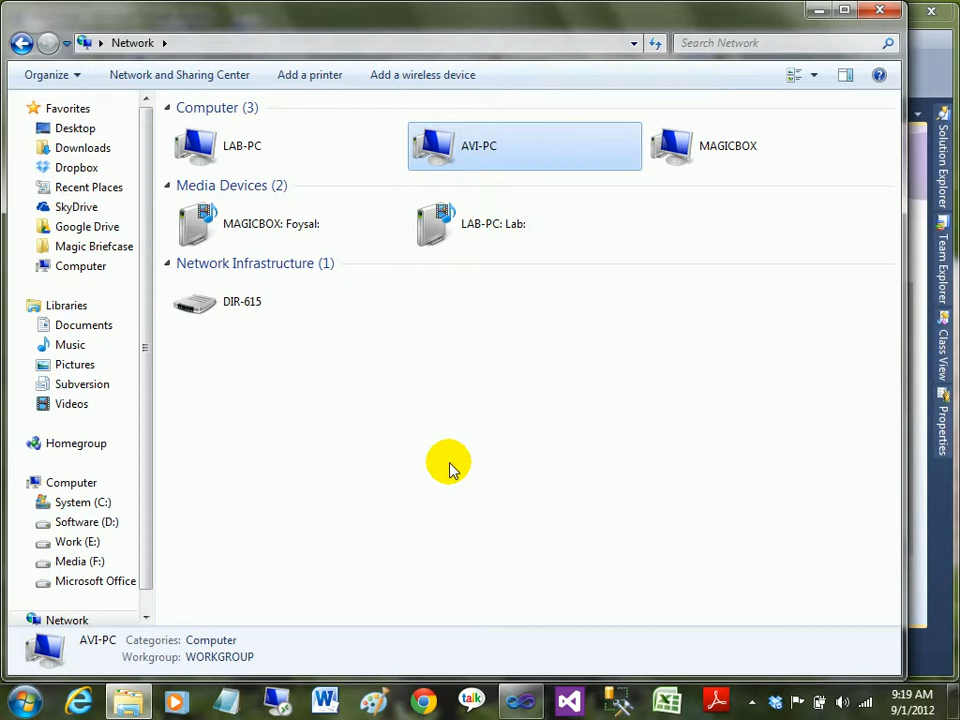 Network
Search Network
Organize
Network and Sharing Center
Add a printer
Add a wireless device
Favorites
Desktop
Downloads
Dropbox
Recent Places
SkyDrive
Google Drive
Magic Briefcase
Computer
Libraries
Documents
Music
Pictures
Subversion
Videos
Homegroup
Computer
System (C:)
Software (D:)
Work (E:)
Media (F:)
Microsoft Office
Network
Computer (3)
LAB-PC
AVI-PC
MAGICBOX
Media Devices (2)
MAGICBOX: Foysal:
LAB-PC: Lab:
Network Infrastructure (1)
DIR-615
Solution Explorer
Team Explorer
Class View
Properties
AVI-PC
Categories: Computer
Workgroup: WORKGROUP
talk
9:19 AM
9/1/2012